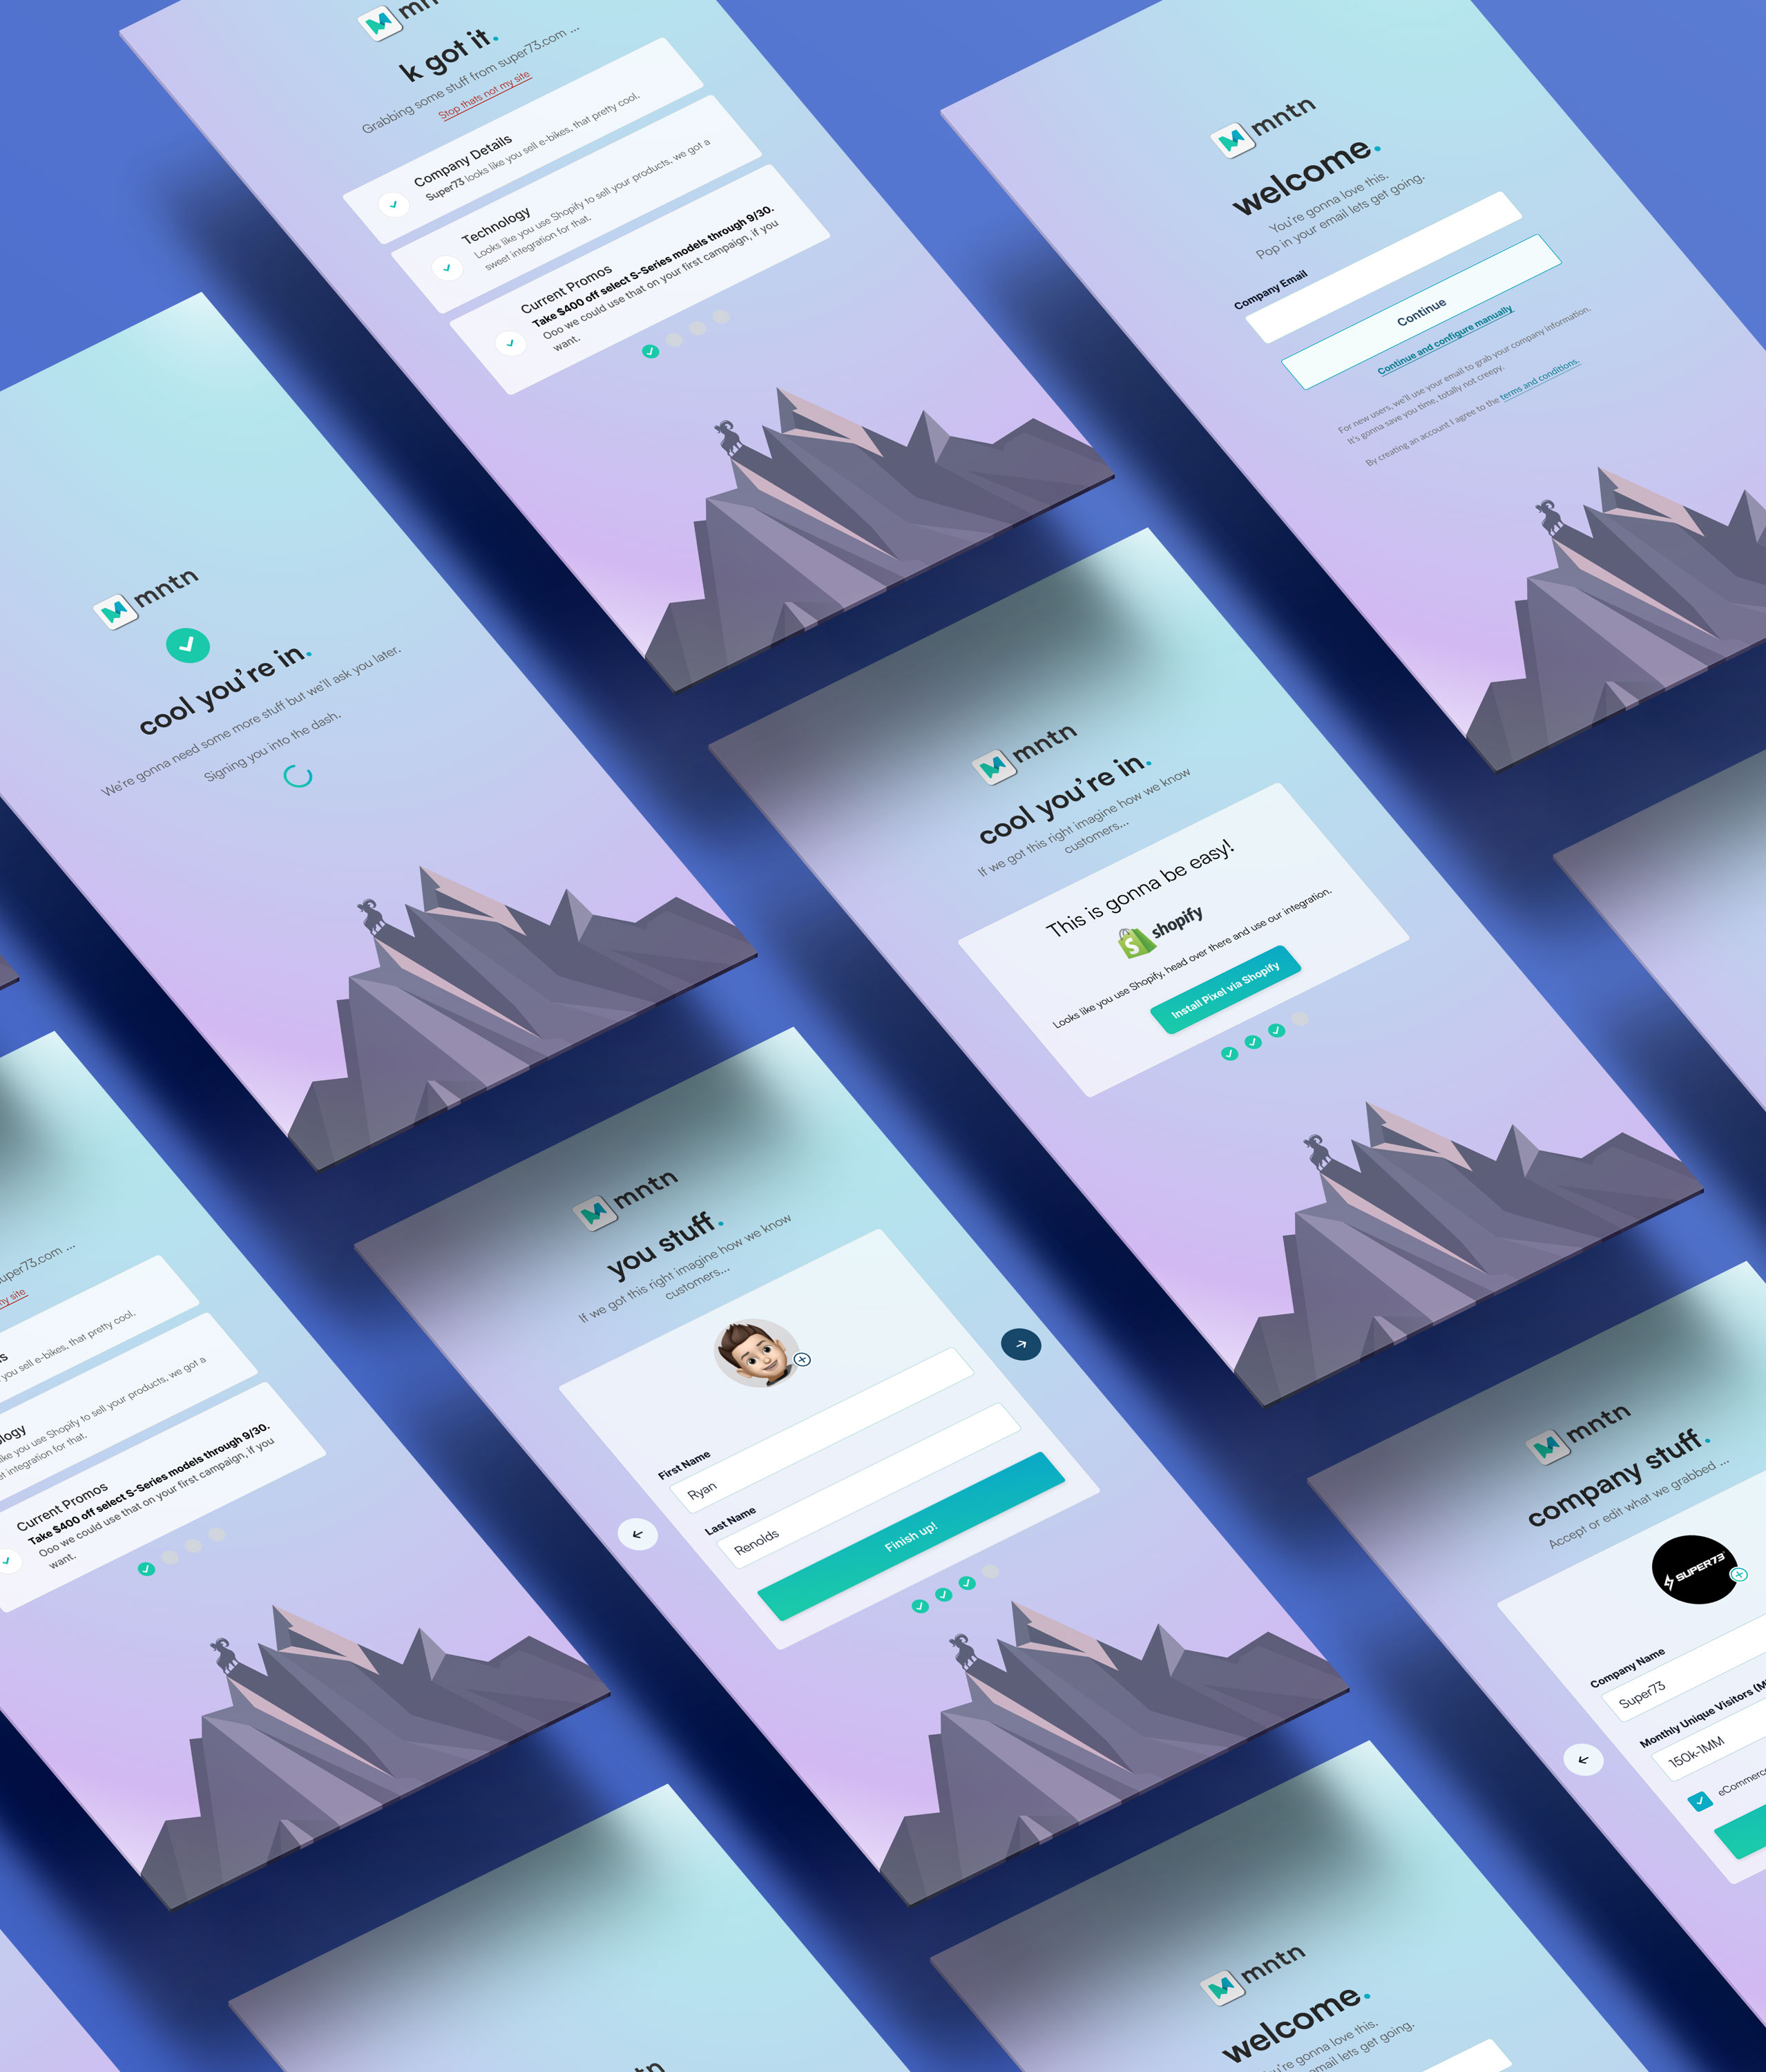 mntn
k got it.
Grabbing some stuff from super73.com ...
Stop thats not my site
Company Details
Super73 looks like you sell e-bikes, that pretty cool.
Technology
Looks like you use Shopify to sell your products, we got a
sweet integration for that.
Current Promos
Take $400 off select S-Series models through 9/30.
Ooo we could use that on your first campaign, if you
want.
mntn
welcome.
You're gonna love this.
Pop in your email lets get going.
Company Email
Continue
Continue and configure manually
For new users, we'll use your email to grab your company information.
It's gonna save you time, totally not creepy.
By creating an account I agree to the terms and conditions.
mntn
cool you're in.
We're gonna need some more stuff but we'll ask you later.
Signing you into the dash.
mntn
cool you're in.
If we got this right imagine how we know
customers...
This is gonna be easy!
shopify
Looks like you use Shopify, head over there and use our integration.
Install Pixel via Shopify
super73.com ...
my site
you sell e-bikes, that pretty cool.
like you use Shopify to sell your products, we got a
integration for that.
Current Promos
Take $400 off select S-Series models through 9/30.
Ooo we could use that on your first campaign, if you
want.
mntn
you stuff.
If we got this right imagine how we know
customers...
First Name
Ryan
Last Name
Renolds
Finish up!
mntn
company stuff.
Accept or edit what we grabbed ...
SUPER73
Company Name
Super73
Monthly Unique Visitors
150k-1MM
eCommerce
mntn
welcome.
You're gonna love this.
email lets get going.